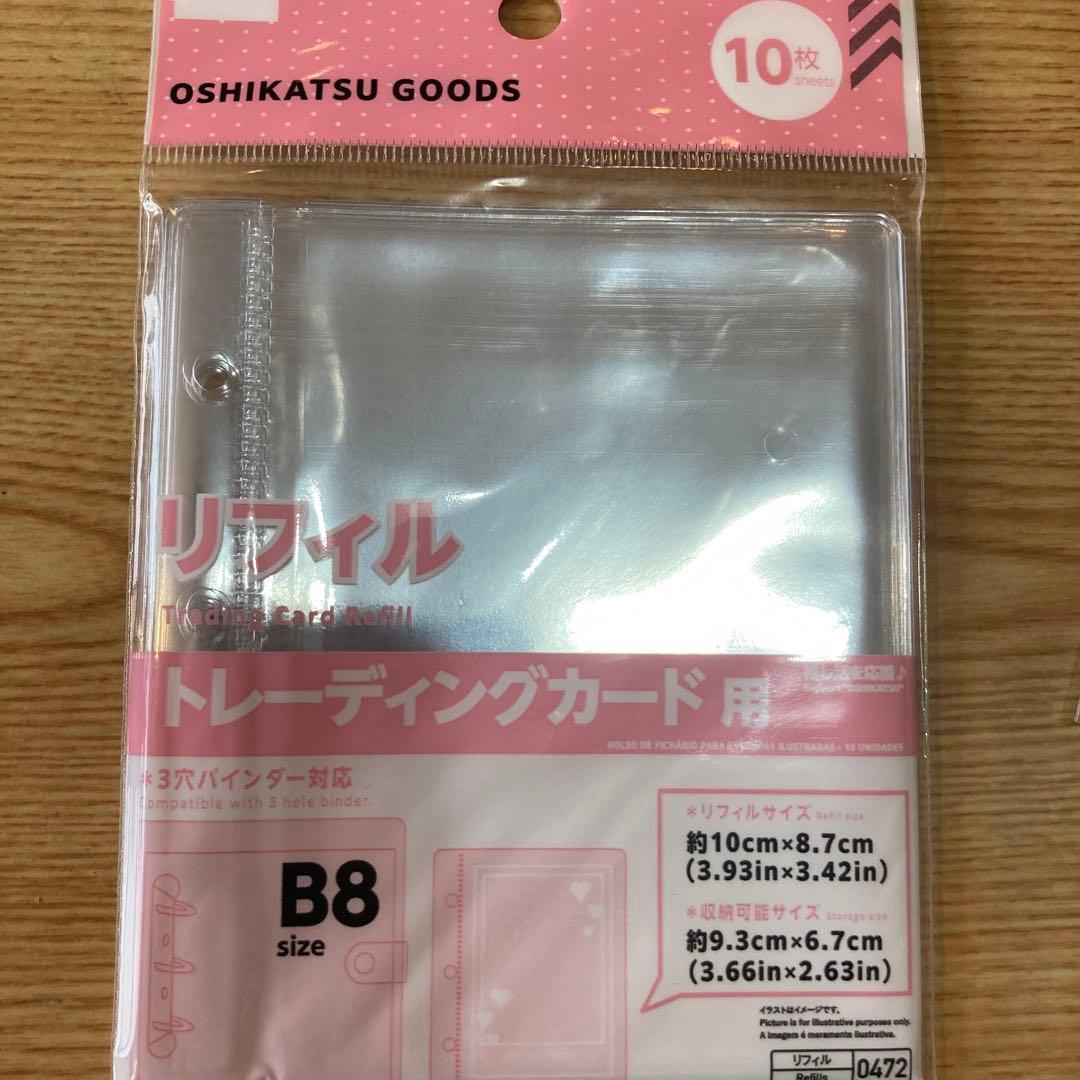 OSHIKATSU GOODS
10枚
sheets
リフィル
Trading Card Refill
トレーディングカード用
推し活を応援♪
Support "OSHIKATSU"
BOLSO DE FICHÁRIO PARA ESTAMPAS ILUSTRADAS - 10 UNIDADES
*3穴バインダー対応
Compatible with 3 hole binder.
B8
size
*リフィルサイズ Refill size
約10cm×8.7cm
(3.93in×3.42in)
*収納可能サイズ Storage size
約9.3cm×6.7cm
(3.66in×2.63in)
イラストはイメージです。
Picture is for illustrative purposes only.
A imagem é meramente ilustrativa.
リフィル
Refills
0472